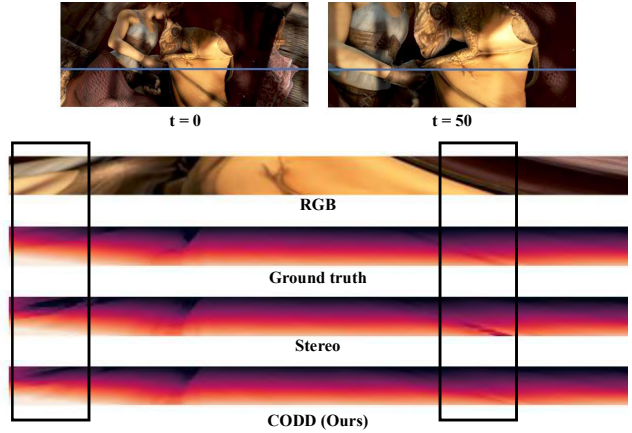 t = 0
t = 50
RGB
Ground truth
Stereo
CODD (Ours)